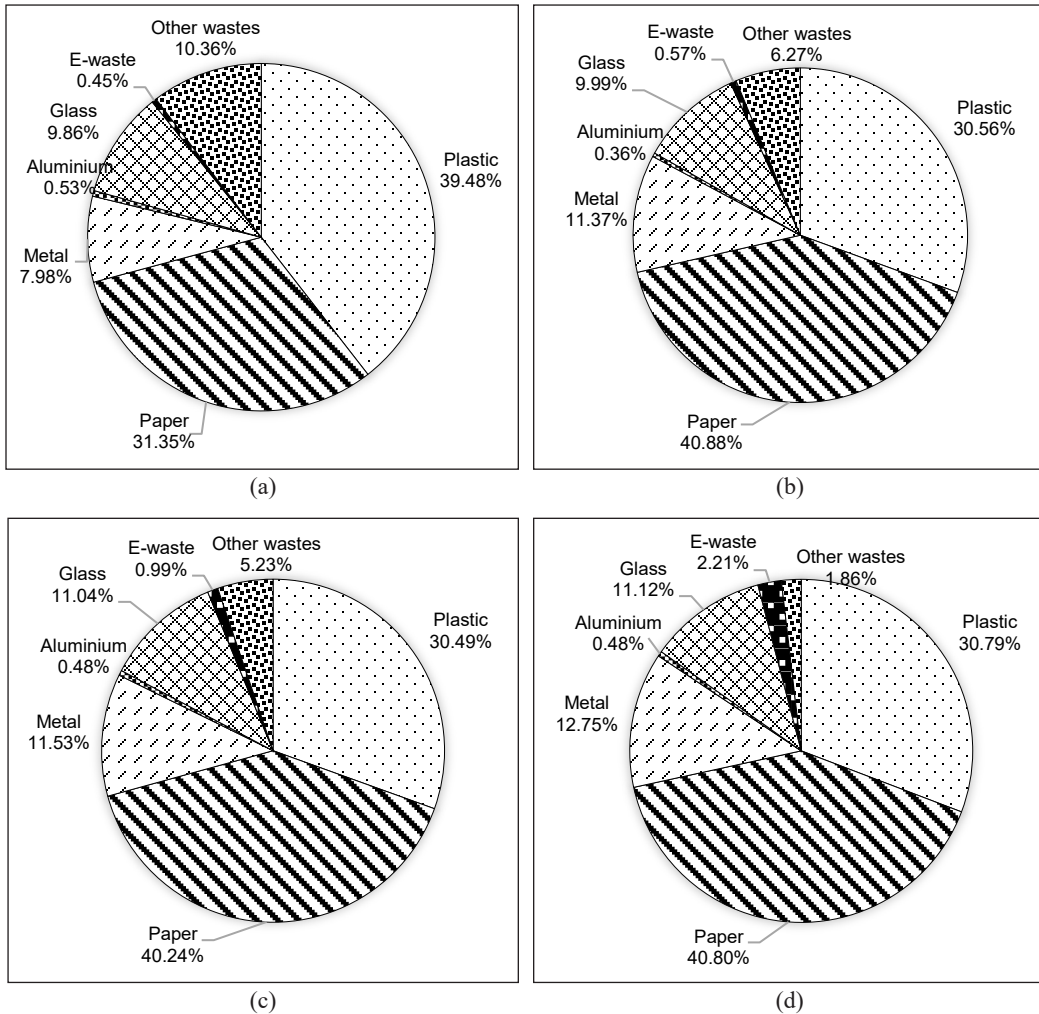 Other wastes
10.36%
E-waste
0.45%
Glass
9.86%
Aluminium
0.53%
Metal
7.98%
Paper
31.35%
Plastic
39.48%
(a)
E-waste
0.57%
Other wastes
6.27%
Glass
9.99%
Aluminium
0.36%
Metal
11.37%
Paper
40.88%
Plastic
30.56%
(b)
E-waste
0.99%
Other wastes
5.23%
Glass
11.04%
Aluminium
0.48%
Metal
11.53%
Paper
40.24%
Plastic
30.49%
(c)
E-waste
2.21%
Other wastes
1.86%
Glass
11.12%
Aluminium
0.48%
Metal
12.75%
Paper
40.80%
Plastic
30.79%
(d)